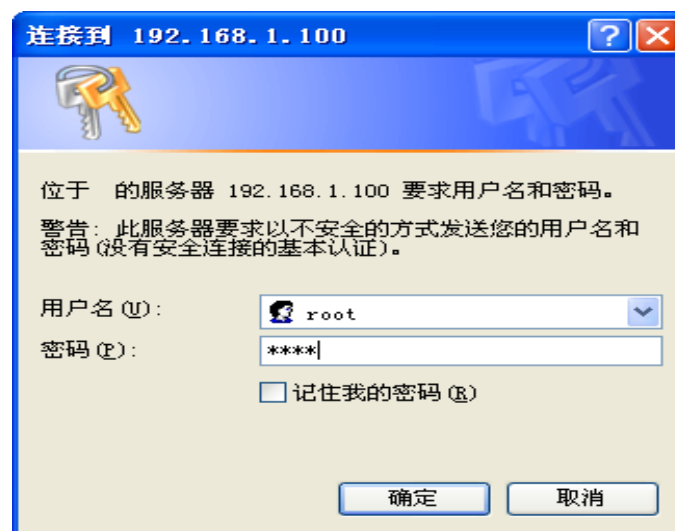 连接到 192.168.1.100
位于 的服务器 192.168.1.100 要求用户名和密码。
警告: 此服务器要求以不安全的方式发送您的用户名和
密码(没有安全连接的基本认证)。
用户名(U): root
密码(P): ****
记住我的密码(R)
确定 取消